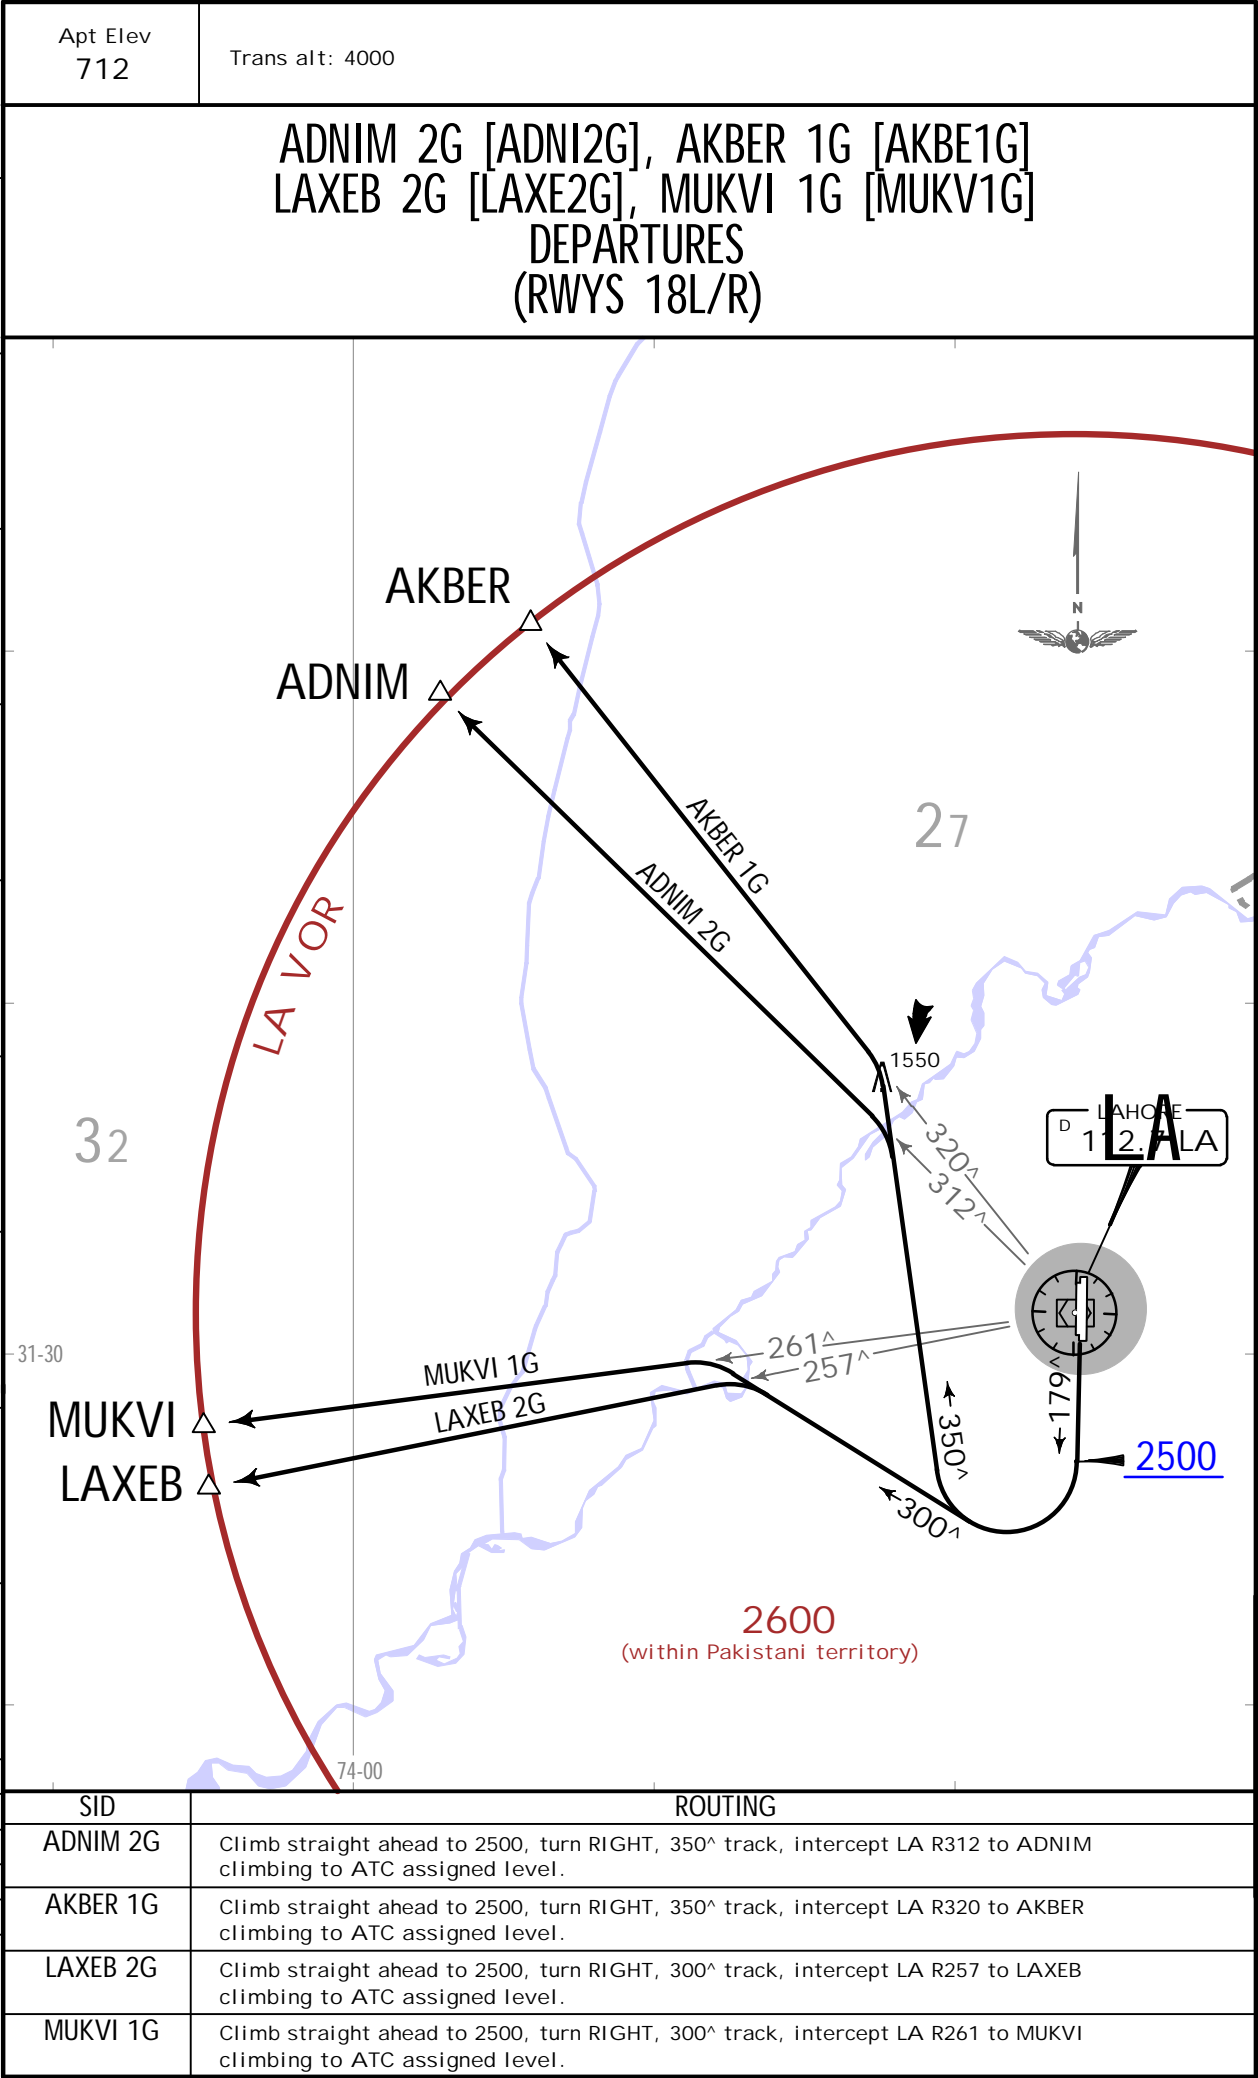 Apt Elev
712
Trans alt: 4000
ADNIM 2G [ADNI2G], AKBER 1G [AKBE1G]
LAXEB 2G [LAXE2G], MUKVI 1G [MUKV1G]
DEPARTURES
(RWYS 18L/R)
AKBER
N
ADNIM
AKBER 1G
27
ADNIM 2G
LA VOR
1550
32
LAHORE
D
LA
LA
320^
312^
31-30
261^
257^
MUKVI 1G
LAXEB 2G
179^
MUKVI
350^
2500
LAXEB
300^
2600
(within Pakistani territory)
74-00
SID
ROUTING
ADNIM 2G
Climb straight ahead to 2500, turn RIGHT, 350^ track, intercept LA R312 to ADNIM
climbing to ATC assigned level.
AKBER 1G
Climb straight ahead to 2500, turn RIGHT, 350^ track, intercept LA R320 to AKBER
climbing to ATC assigned level.
LAXEB 2G
Climb straight ahead to 2500, turn RIGHT, 300^ track, intercept LA R257 to LAXEB
climbing to ATC assigned level.
MUKVI 1G
Climb straight ahead to 2500, turn RIGHT, 300^ track, intercept LA R261 to MUKVI
climbing to ATC assigned level.